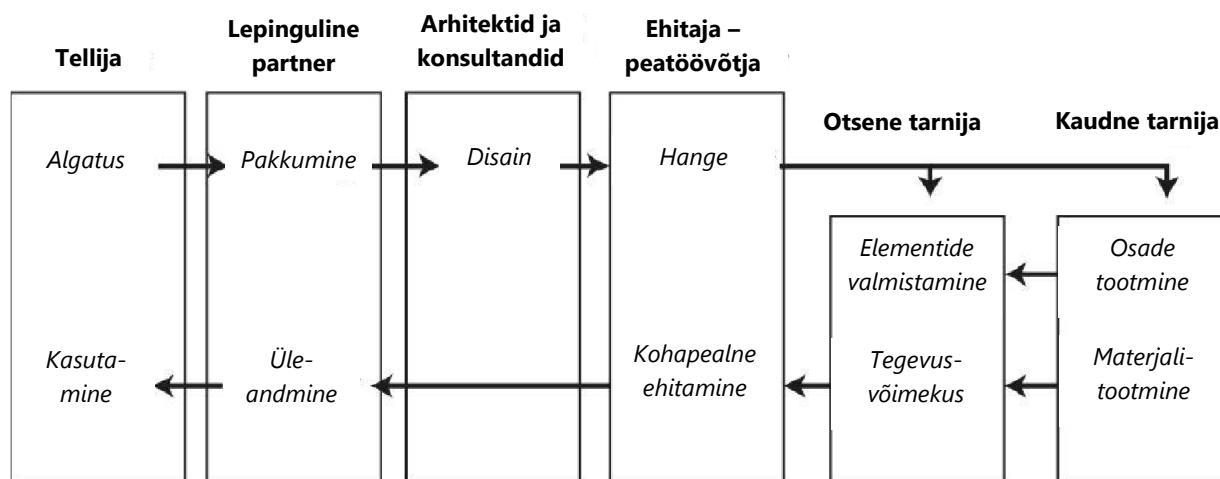 Tellija
Lepinguline
partner
Arhitektid ja
konsultandid
Ehitaja –
peatöövõtja
Otsene tarnija
Kaudne tarnija
Algatus
Pakkumine
Disain
Hange
Elementide
valmistamine
Osade
tootmine
Kasuta-
mine
Üle-
andmine
Kohapealne
ehitamine
Tegevus-
võimekus
Materjali-
tootmine